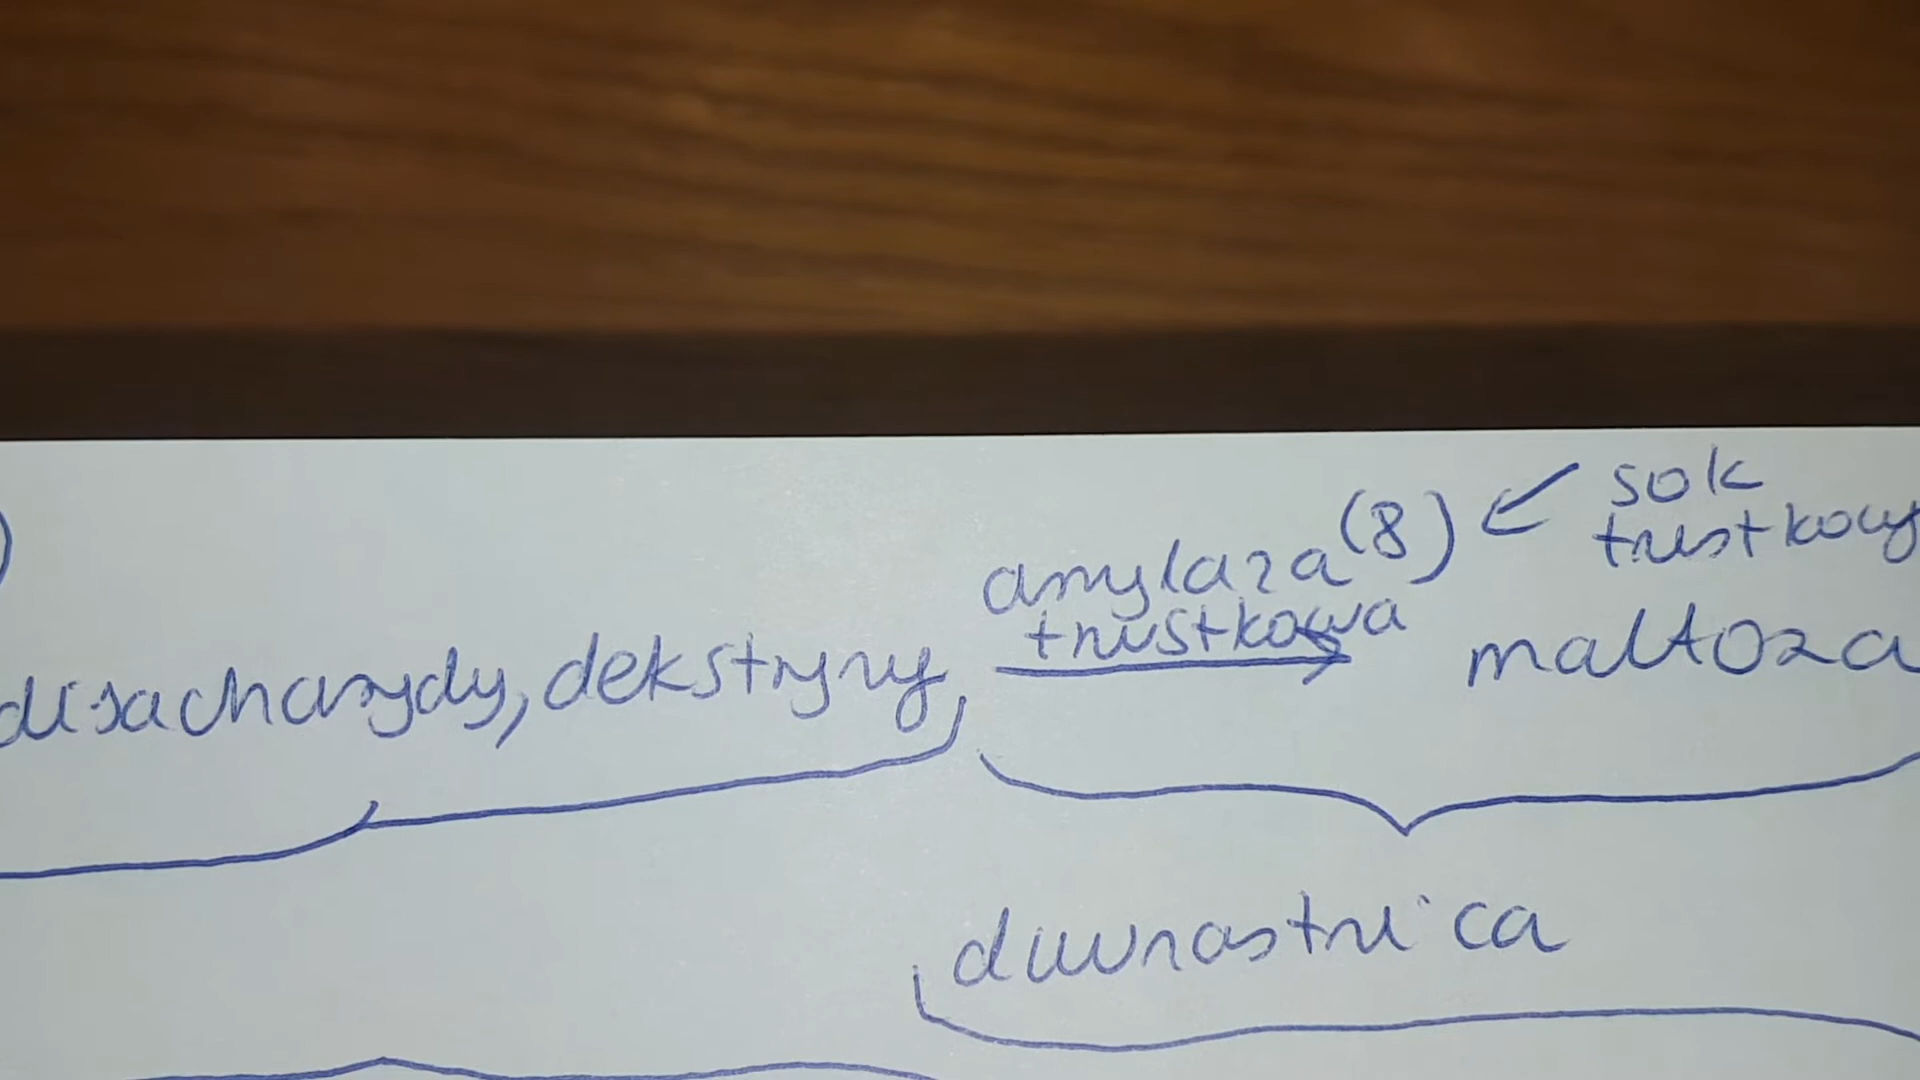 sok
trzustkowy
amylaza (8)
trzustkowa
disacharydy, dekstryny maltoza
dwunastnica